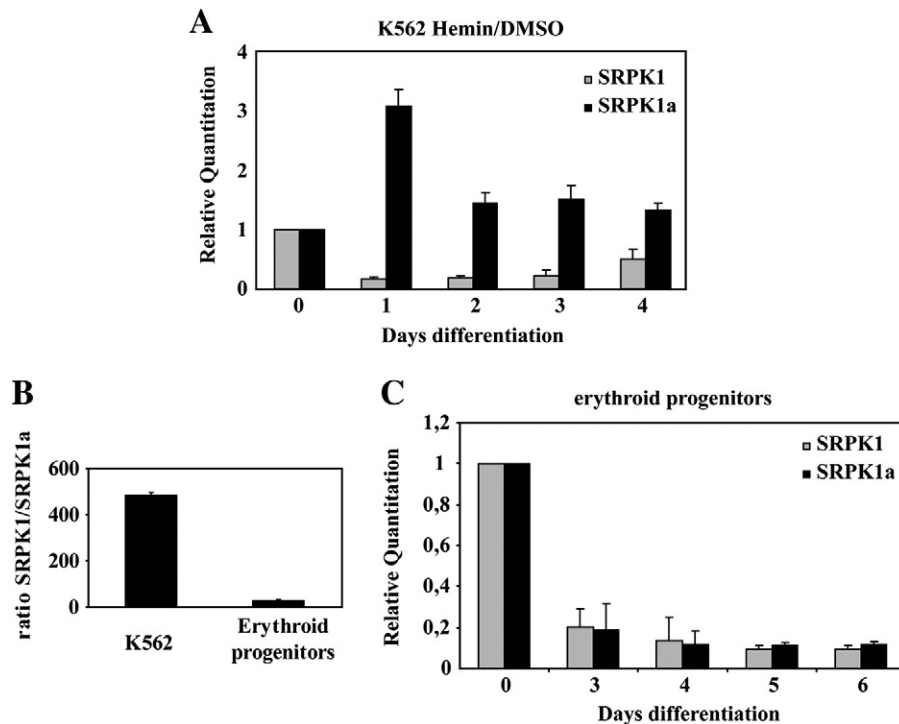 A
K562 Hemin/DMSO
4
3
2
1
0
Relative Quantitation
SRPK1
SRPK1a
0 1 2 3 4
Days differentiation
B
600
400
200
0
ratio SRPK1/SRPK1a
K562
Erythroid
progenitors
C
erythroid progenitors
1,2
1
0,8
0,6
0,4
0,2
0
Relative Quantitation
SRPK1
SRPK1a
0 3 4 5 6
Days differentiation